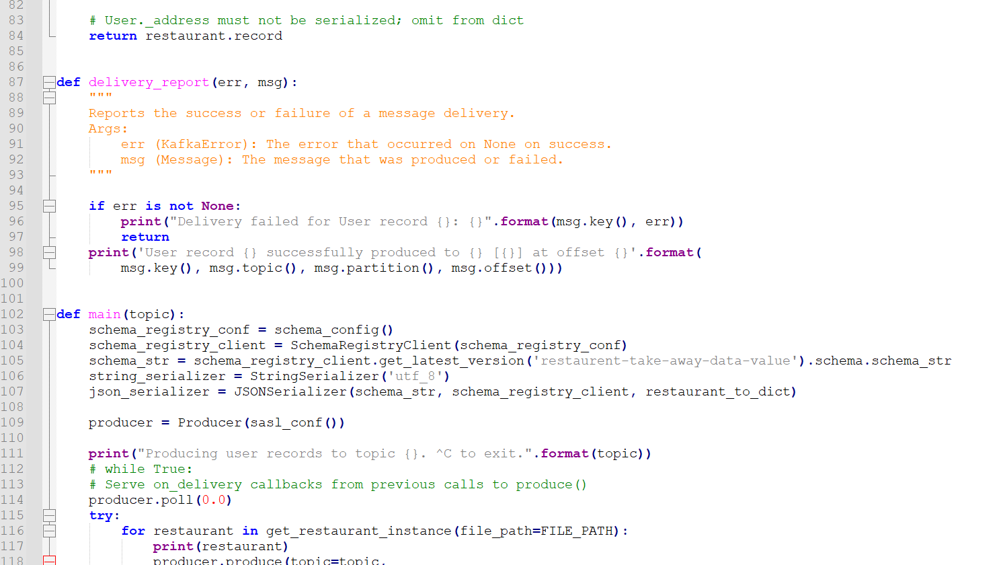 82
83 # User._address must not be serialized; omit from dict
84 return restaurant.record
85
86
87 def delivery_report(err, msg):
88 """
89 Reports the success or failure of a message delivery.
90 Args:
91 err (KafkaError): The error that occurred on None on success.
92 msg (Message): The message that was produced or failed.
93 """
94
95 if err is not None:
96 print("Delivery failed for User record {}: {}".format(msg.key(), err))
97 return
98 print('User record {} successfully produced to {} [{}] at offset {}'.format(
99 msg.key(), msg.topic(), msg.partition(), msg.offset()))
100
101
102 def main(topic):
103 schema_registry_conf = schema_config()
104 schema_registry_client = SchemaRegistryClient(schema_registry_conf)
105 schema_str = schema_registry_client.get_latest_version('restaurent-take-away-data-value').schema.schema_str
106 string_serializer = StringSerializer('utf_8')
107 json_serializer = JSONSerializer(schema_str, schema_registry_client, restaurant_to_dict)
108
109 producer = Producer(sasl_conf())
110
111 print("Producing user records to topic {}. ^C to exit.".format(topic))
112 # while True:
113 # Serve on_delivery callbacks from previous calls to produce()
114 producer.poll(0.0)
115 try:
116 for restaurant in get_restaurant_instance(file_path=FILE_PATH):
117 print(restaurant)
118 producer.produce(topic=topic,